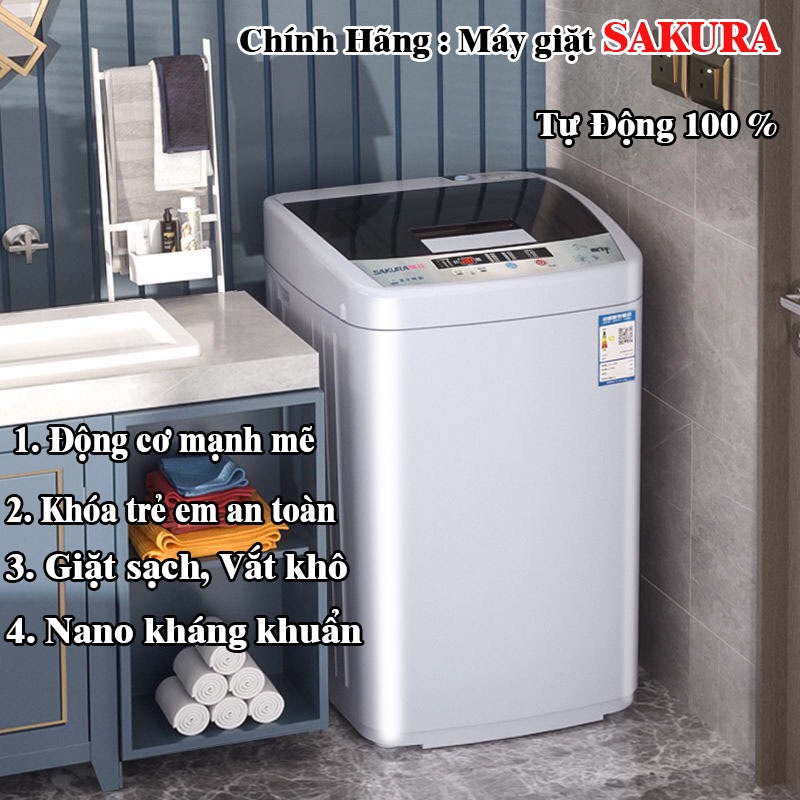 Chính Hãng : Máy giặt SAKURA
Tự Động 100 %
SAKURA
1. Động cơ mạnh mẽ
2. Khóa trẻ em an toàn
3. Giặt sạch, Vắt khô
4. Nano kháng khuẩn